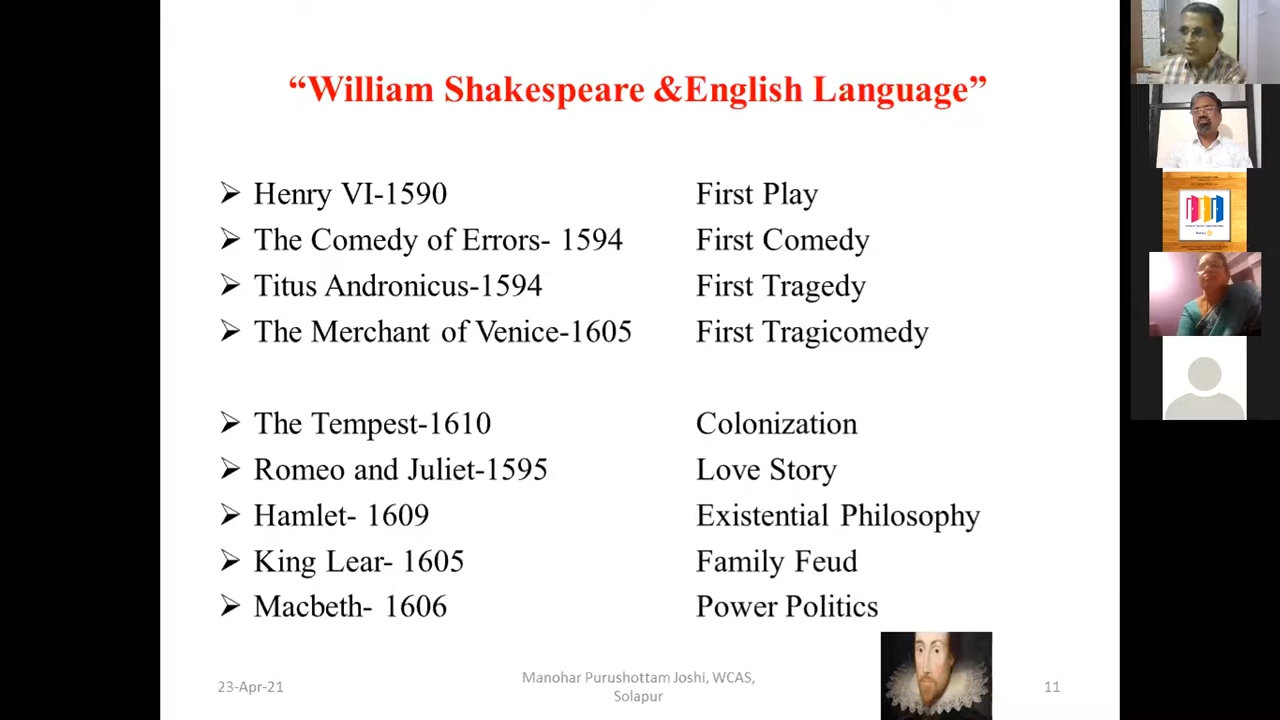 “William Shakespeare &English Language”
Henry VI-1590 First Play
The Comedy of Errors- 1594 First Comedy
Titus Andronicus-1594 First Tragedy
The Merchant of Venice-1605 First Tragicomedy
The Tempest-1610 Colonization
Romeo and Juliet-1595 Love Story
Hamlet- 1609 Existential Philosophy
King Lear- 1605 Family Feud
Macbeth- 1606 Power Politics
23-Apr-21
Manohar Purushottam Joshi, WCAS,
Solapur
11